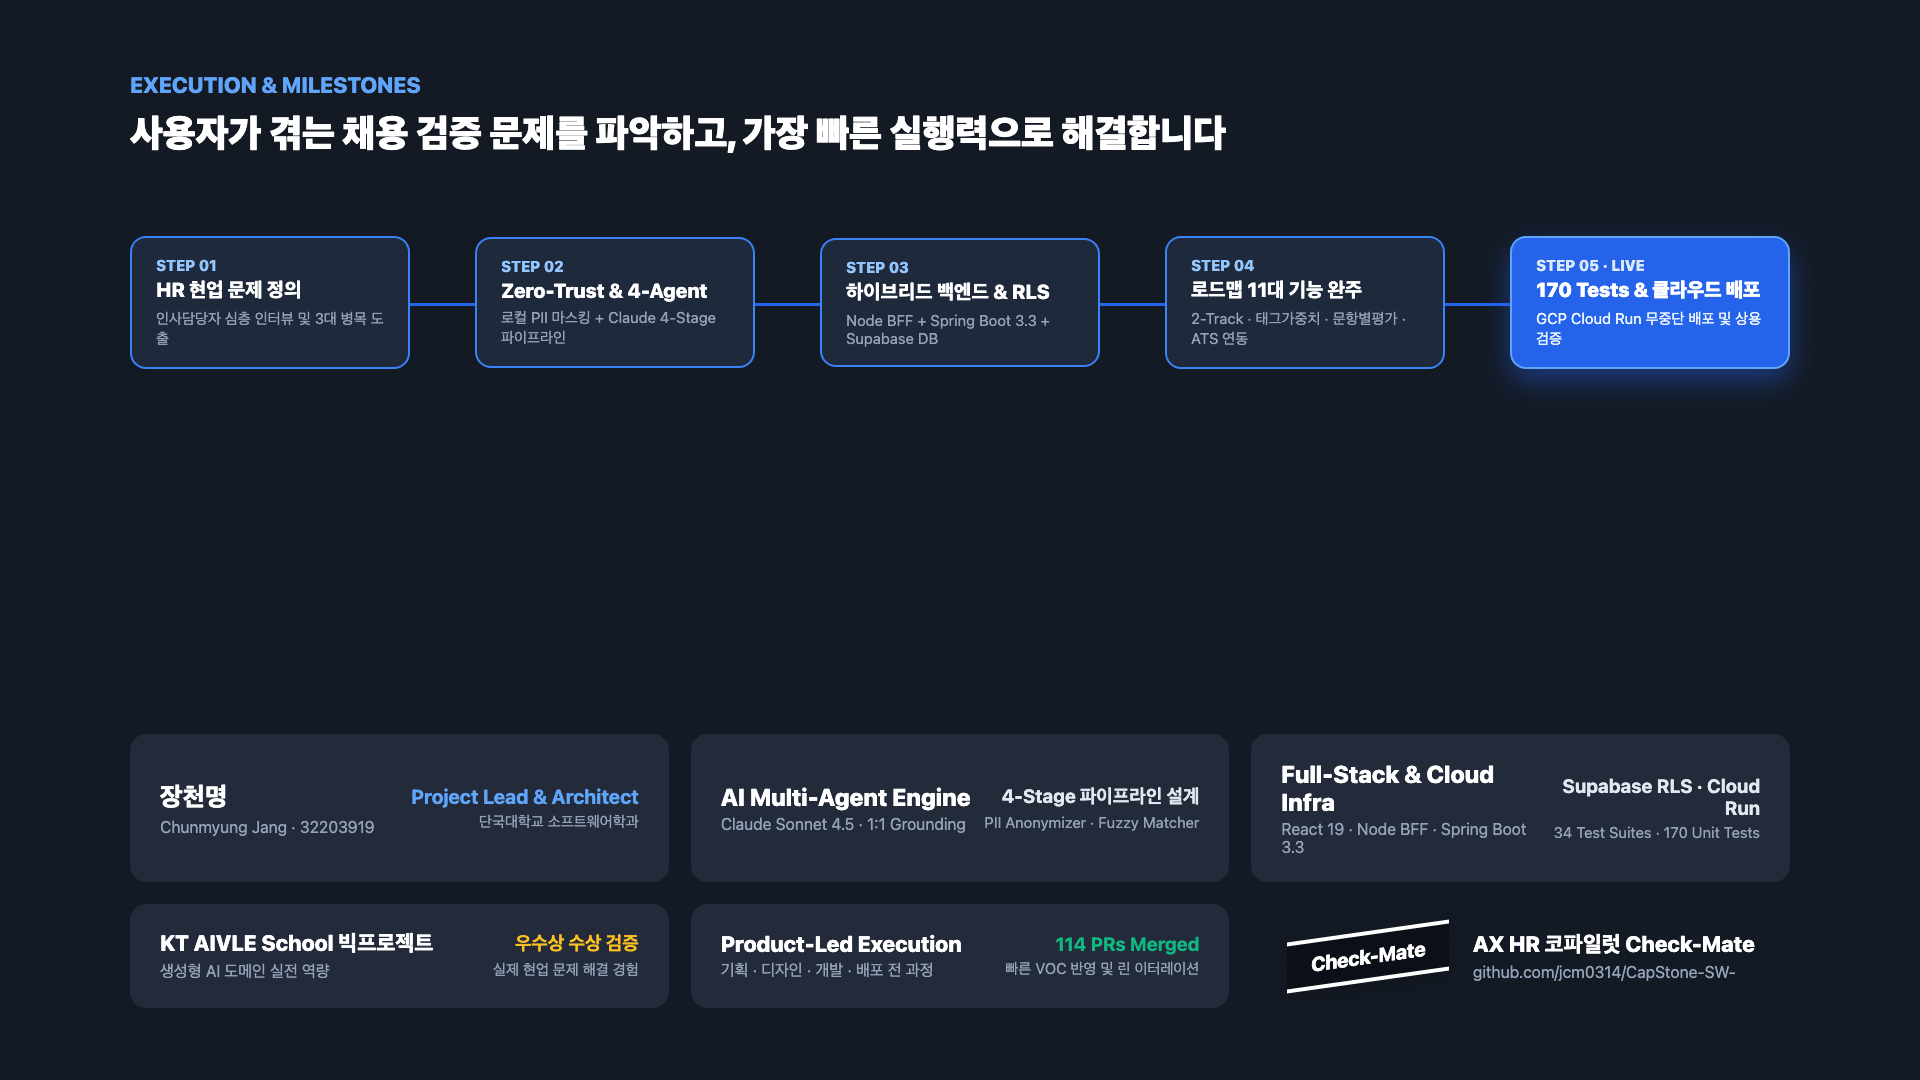 EXECUTION & MILESTONES
사용자가 겪는 채용 검증 문제를 파악하고, 가장 빠른 실행력으로 해결합니다
STEP 01
HR 현업 문제 정의
인사담당자 심층 인터뷰 및 3대 병목 도
출
STEP 02
Zero-Trust & 4-Agent
로컬 PII 마스킹 + Claude 4-Stage
파이프라인
STEP 03
하이브리드 백엔드 & RLS
Node BFF + Spring Boot 3.3 +
Supabase DB
STEP 04
로드맵 11대 기능 완주
2-Track · 태그가중치 · 문항별평가 ·
ATS 연동
STEP 05 · LIVE
170 Tests & 클라우드 배포
GCP Cloud Run 무중단 배포 및 상용
검증
장천명
Chunmyung Jang · 32203919
Project Lead & Architect
단국대학교 소프트웨어학과
AI Multi-Agent Engine
Claude Sonnet 4.5 · 1:1 Grounding
4-Stage 파이프라인 설계
PII Anonymizer · Fuzzy Matcher
Full-Stack & Cloud
Infra
React 19 · Node BFF · Spring Boot
3.3
Supabase RLS · Cloud
Run
34 Test Suites · 170 Unit Tests
KT AIVLE School 빅프로젝트
생성형 AI 도메인 실전 역량
우수상 수상 검증
실제 현업 문제 해결 경험
Product-Led Execution
기획 · 디자인 · 개발 · 배포 전 과정
114 PRs Merged
빠른 VOC 반영 및 린 이터레이션
Check-Mate
AX HR 코파일럿 Check-Mate
github.com/jcm0314/CapStone-SW-